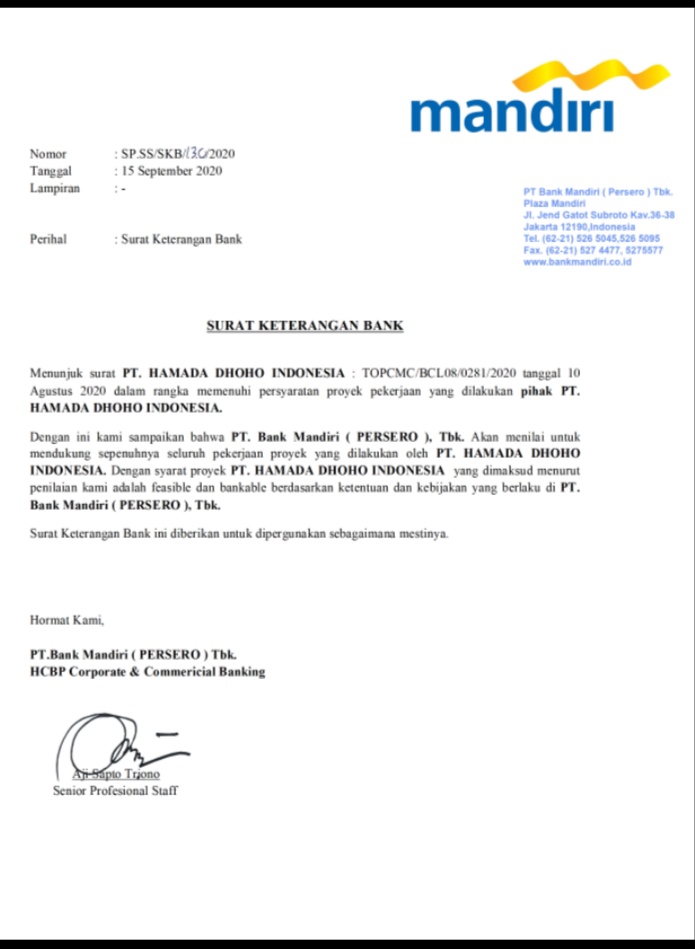 mandiri
Nomor : SP.SS/SKB/130/2020
Tanggal : 15 September 2020
Lampiran : -
PT Bank Mandiri ( Persero ) Tbk.
Plaza Mandiri
Jl. Jend Gatot Subroto Kav.36-38
Jakarta 12190,Indonesia
Tel. (62-21) 526 5045,526 5095
Fax. (62-21) 527 4477, 5275577
www.bankmandiri.co.id
Perihal : Surat Keterangan Bank
SURAT KETERANGAN BANK
Menunjuk surat PT. HAMADA DHOHO INDONESIA : TOPCMC/BCL08/0281/2020 tanggal 10
Agustus 2020 dalam rangka memenuhi persyaratan proyek pekerjaan yang dilakukan pihak PT.
HAMADA DHOHO INDONESIA.
Dengan ini kami sampaikan bahwa PT. Bank Mandiri ( PERSERO ), Tbk. Akan menilai untuk
mendukung sepenuhnya seluruh pekerjaan proyek yang dilakukan oleh PT. HAMADA DHOHO
INDONESIA. Dengan syarat proyek PT. HAMADA DHOHO INDONESIA yang dimaksud menurut
penilaian kami adalah feasible dan bankable berdasarkan ketentuan dan kebijakan yang berlaku di PT.
Bank Mandiri ( PERSERO ), Tbk.
Surat Keterangan Bank ini diberikan untuk dipergunakan sebagaimana mestinya.
Hormat Kami,
PT.Bank Mandiri ( PERSERO ) Tbk.
HCBP Corporate & Commericial Banking
Aji Sapto Triono
Senior Profesional Staff